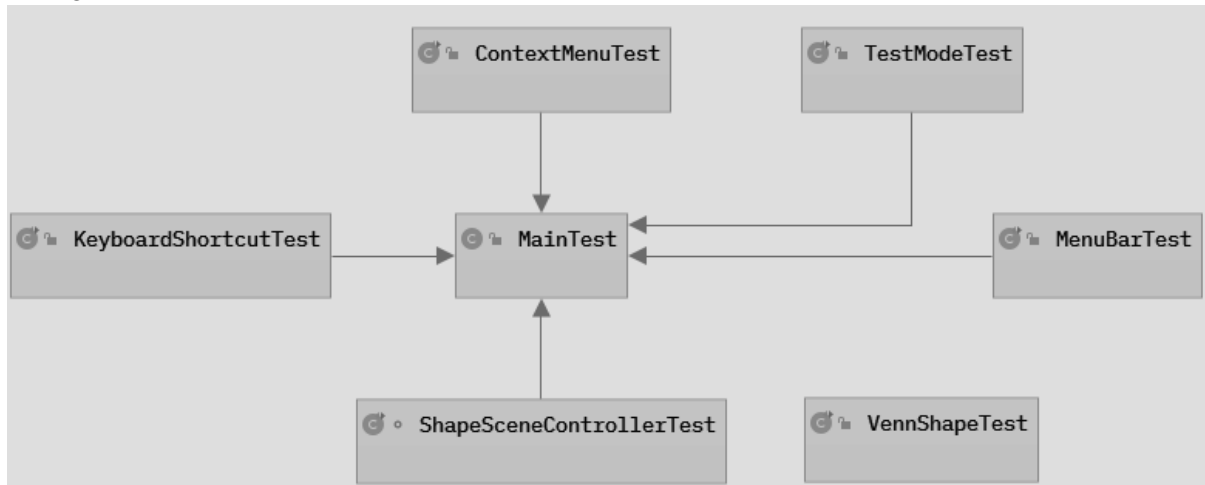 ContextMenuTest
TestModeTest
KeyboardShortcutTest
MainTest
MenuBarTest
ShapeSceneControllerTest
VennShapeTest